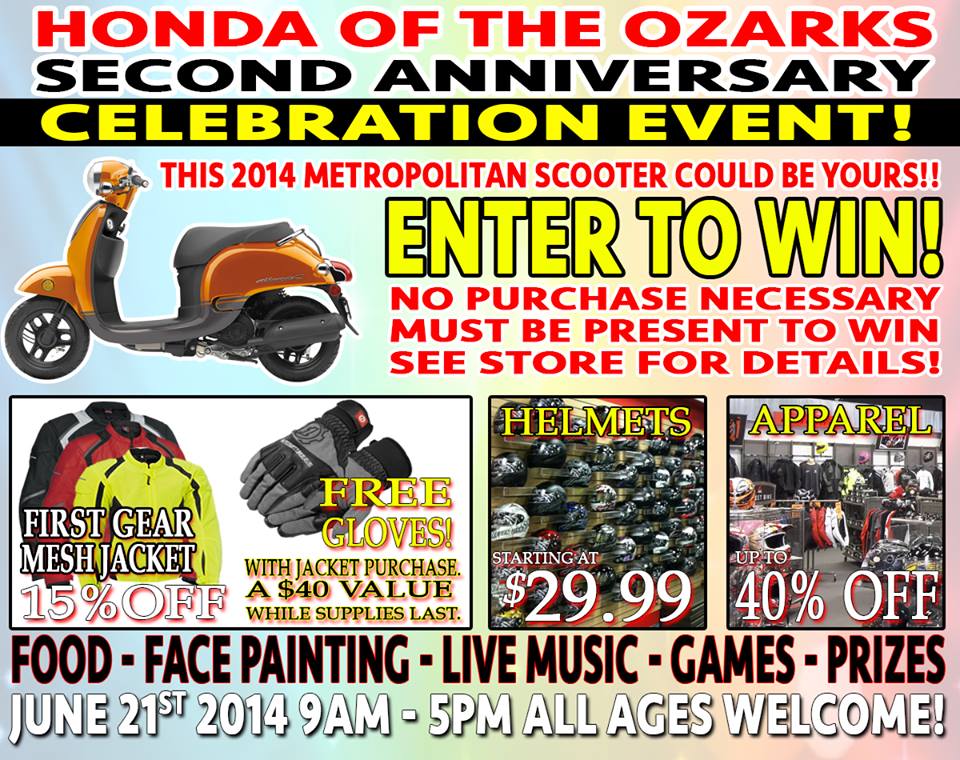 HONDA OF THE OZARKS
SECOND ANNIVERSARY
CELEBRATION EVENT!
THIS 2014 METROPOLITAN SCOOTER COULD BE YOURS!!
ENTER TO WIN!
NO PURCHASE NECESSARY
MUST BE PRESENT TO WIN
SEE STORE FOR DETAILS!
FIRST GEAR
MESH JACKET
15% OFF
FREE
GLOVES!
WITH JACKET PURCHASE.
A $40 VALUE
WHILE SUPPLIES LAST.
HELMETS
STARTING AT
$29.99
APPAREL
UP TO
40% OFF
FOOD - FACE PAINTING - LIVE MUSIC - GAMES - PRIZES
JUNE 21ST 2014 9AM - 5PM ALL AGES WELCOME!